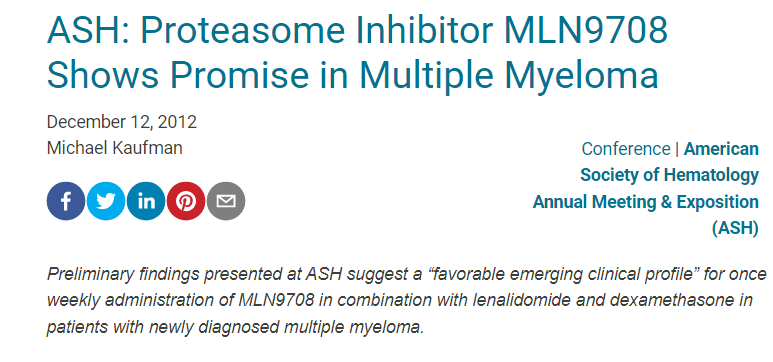 ASH: Proteasome Inhibitor MLN9708
Shows Promise in Multiple Myeloma
December 12, 2012
Michael Kaufman
Conference | American
Society of Hematology
Annual Meeting & Exposition
(ASH)
f
in
Preliminary findings presented at ASH suggest a “favorable emerging clinical profile” for once
weekly administration of MLN9708 in combination with lenalidomide and dexamethasone in
patients with newly diagnosed multiple myeloma.